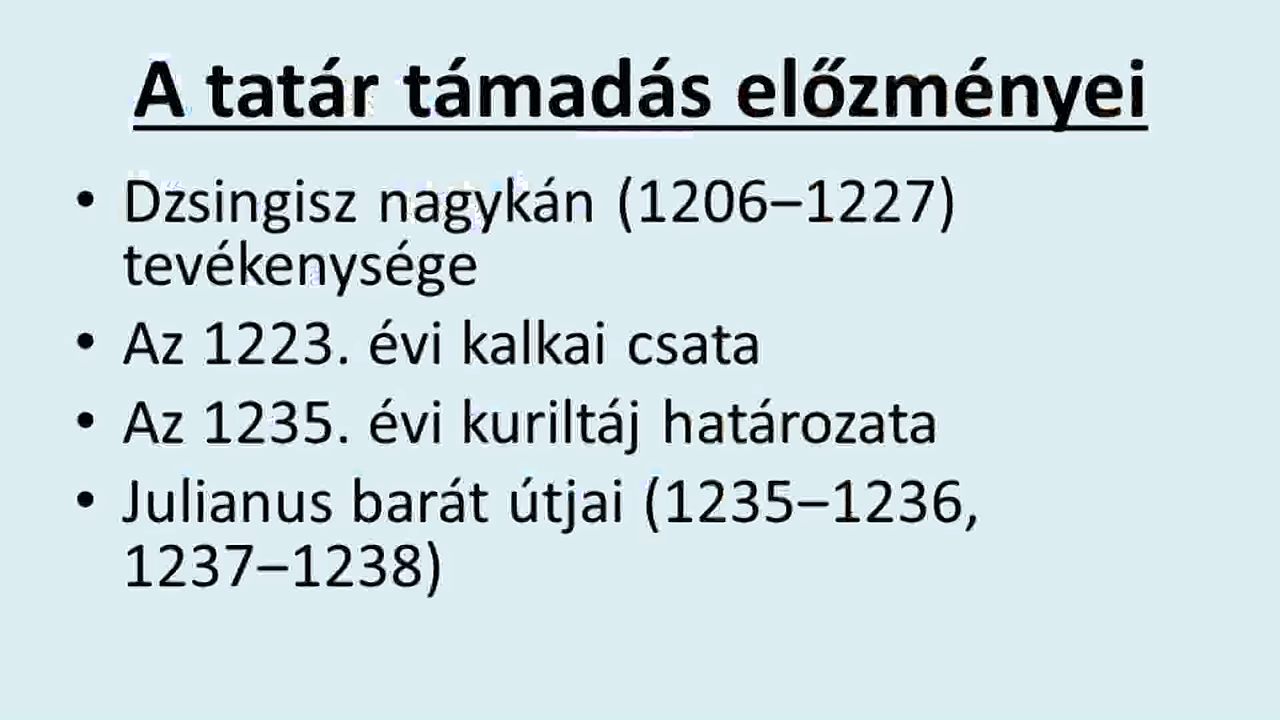 A tatár támadás előzményei
• Dzsingisz nagykán (1206–1227)
tevékenysége
• Az 1223. évi kalkai csata
• Az 1235. évi kuriltáj határozata
• Julianus barát útjai (1235–1236,
1237–1238)